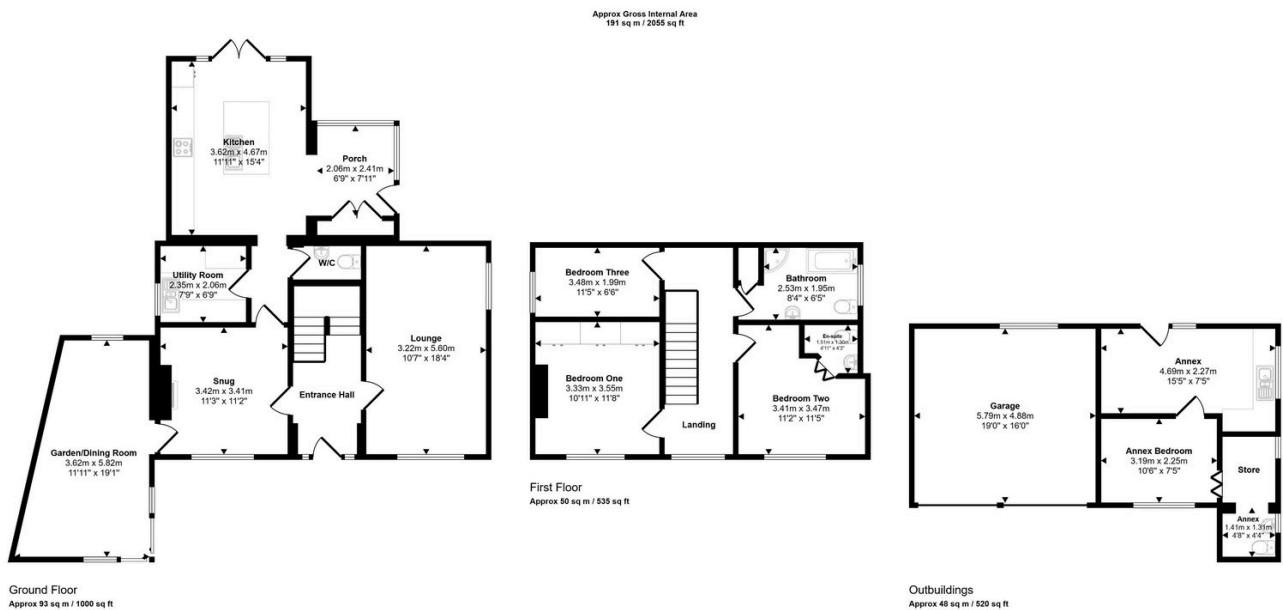 Approx Gross Internal Area
191 sq m / 2055 sq ft
Kitchen
3.62m x 4.67m
11'11" x 15'4"
Porch
2.06m x 2.41m
6'9" x 7'11"
Utility Room
2.35m x 2.06m
7'9" x 6'9"
W/C
Lounge
3.22m x 5.60m
10'7" x 18'4"
Snug
3.42m x 3.41m
11'3" x 11'2"
Entrance Hall
Garden/Dining Room
3.62m x 5.82m
11'11" x 19'1"
Ground Floor
Approx 93 sq m / 1000 sq ft
Bedroom Three
3.48m x 1.99m
11'5" x 6'6"
Bathroom
2.53m x 1.95m
8'4" x 6'5"
En-suite
1.51m x 1.30m
4'11" x 4'3"
Bedroom One
3.33m x 3.55m
10'11" x 11'8"
Bedroom Two
3.41m x 3.47m
11'2" x 11'5"
Landing
First Floor
Approx 50 sq m / 535 sq ft
Annex
4.69m x 2.27m
15'5" x 7'5"
Garage
5.79m x 4.88m
19'0" x 16'0"
Annex Bedroom
3.19m x 2.25m
10'6" x 7'5"
Store
Annex
1.41m x 1.31m
4'8" x 4'4"
Outbuildings
Approx 48 sq m / 520 sq ft